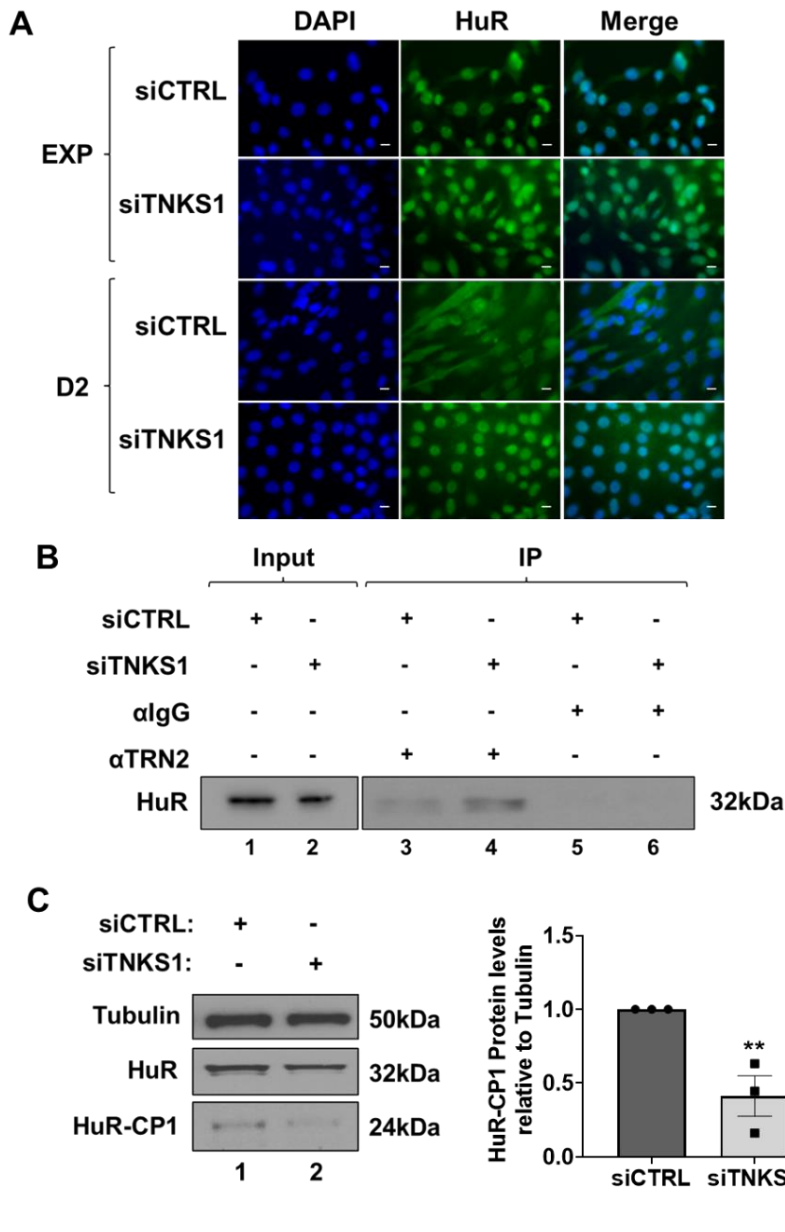 A
DAPI HuR Merge
EXP
siCTRL
siTNKS1
D2
siCTRL
siTNKS1
B
Input IP
siCTRL + - + - + -
siTNKS1 - + - + - +
αIgG - - - - + +
αTRN2 - - + + - -
HuR 32kDa
1 2 3 4 5 6
C
siCTRL: + -
siTNKS1: - +
Tubulin 50kDa
HuR 32kDa
HuR-CP1 24kDa
1 2
HuR-CP1 Protein levels
relative to Tubulin
1.5
1.0
0.5
0.0
**
siCTRL siTNKS